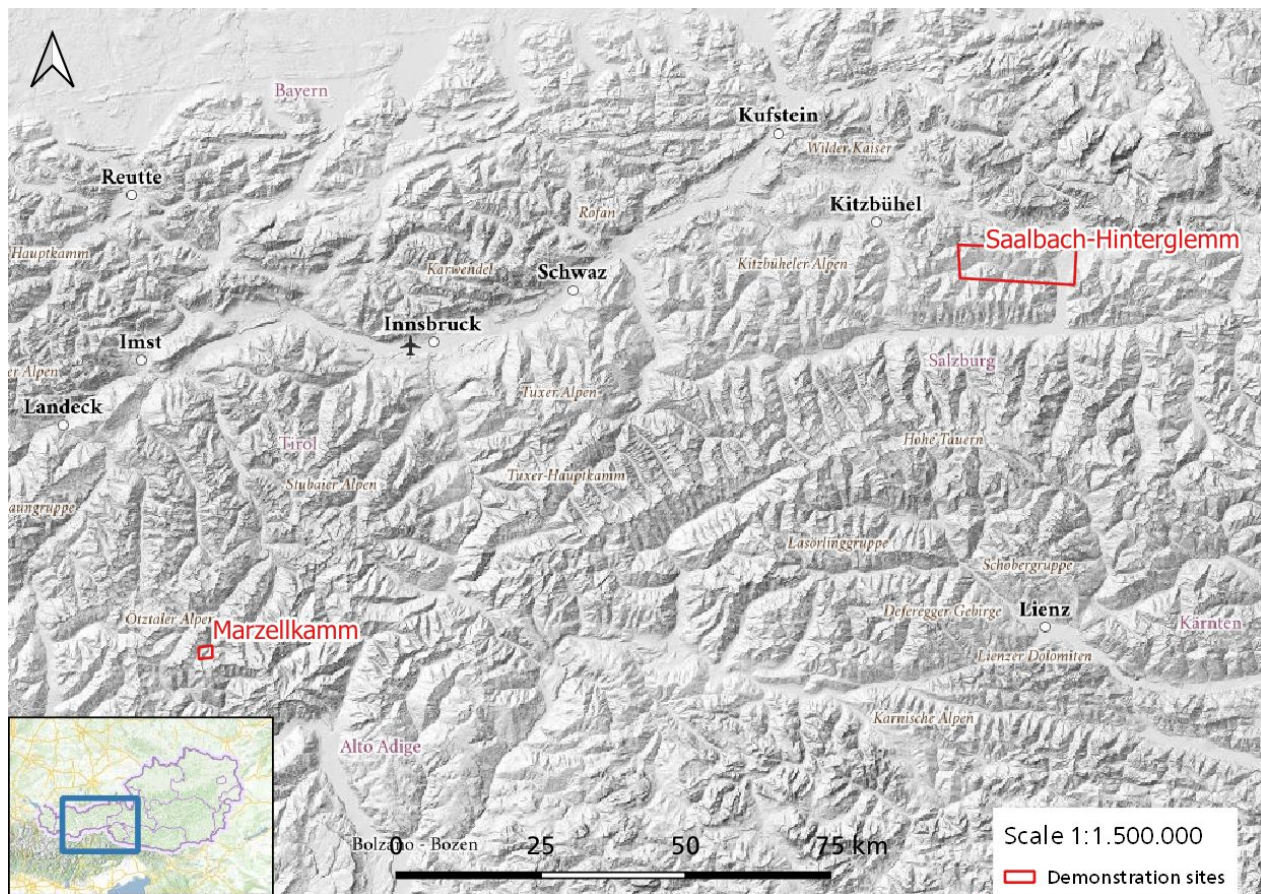 Bayern
Kufstein
Wilder Kaiser
Reutte
Rofan
Kitzbühel
Hauptkamm
Saalbach-Hinterglemm
Karwendel
Schwaz
Kitzbüheler Alpen
Innsbruck
Imst
Salzburg
er Alpen
Tuxer Alpen
Landeck
Tirol
Hohe Tauern
Stubaier Alpen
Tuxer-Hauptkamm
aungruppe
Lasörlinggruppe
Schobergruppe
Ötztaler Alpe
Marzellkamm
Deferegger Gebirge
Lienz
Kärnten
Lienzer Dolomiten
Karnische Alpen
Alto Adige
Bolzano - Bozen
0 25 50 75 km
Scale 1:1.500.000
Demonstration sites